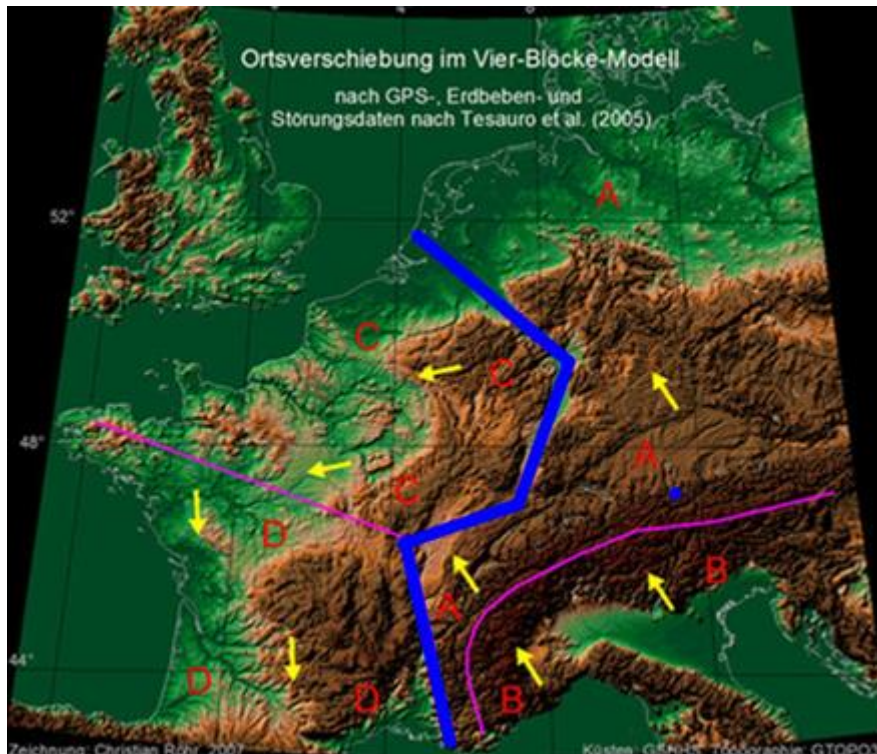 Ortsverschiebung im Vier-Blöcke-Modell
nach GPS-, Erdbeben- und
Störungsdaten nach Tesauro et al. (2005)
A
52°
C
C
48°
A
C
D
B
A
44°
D
D
B
Zeichnung: Christian Röhr, 2007
Küsten: